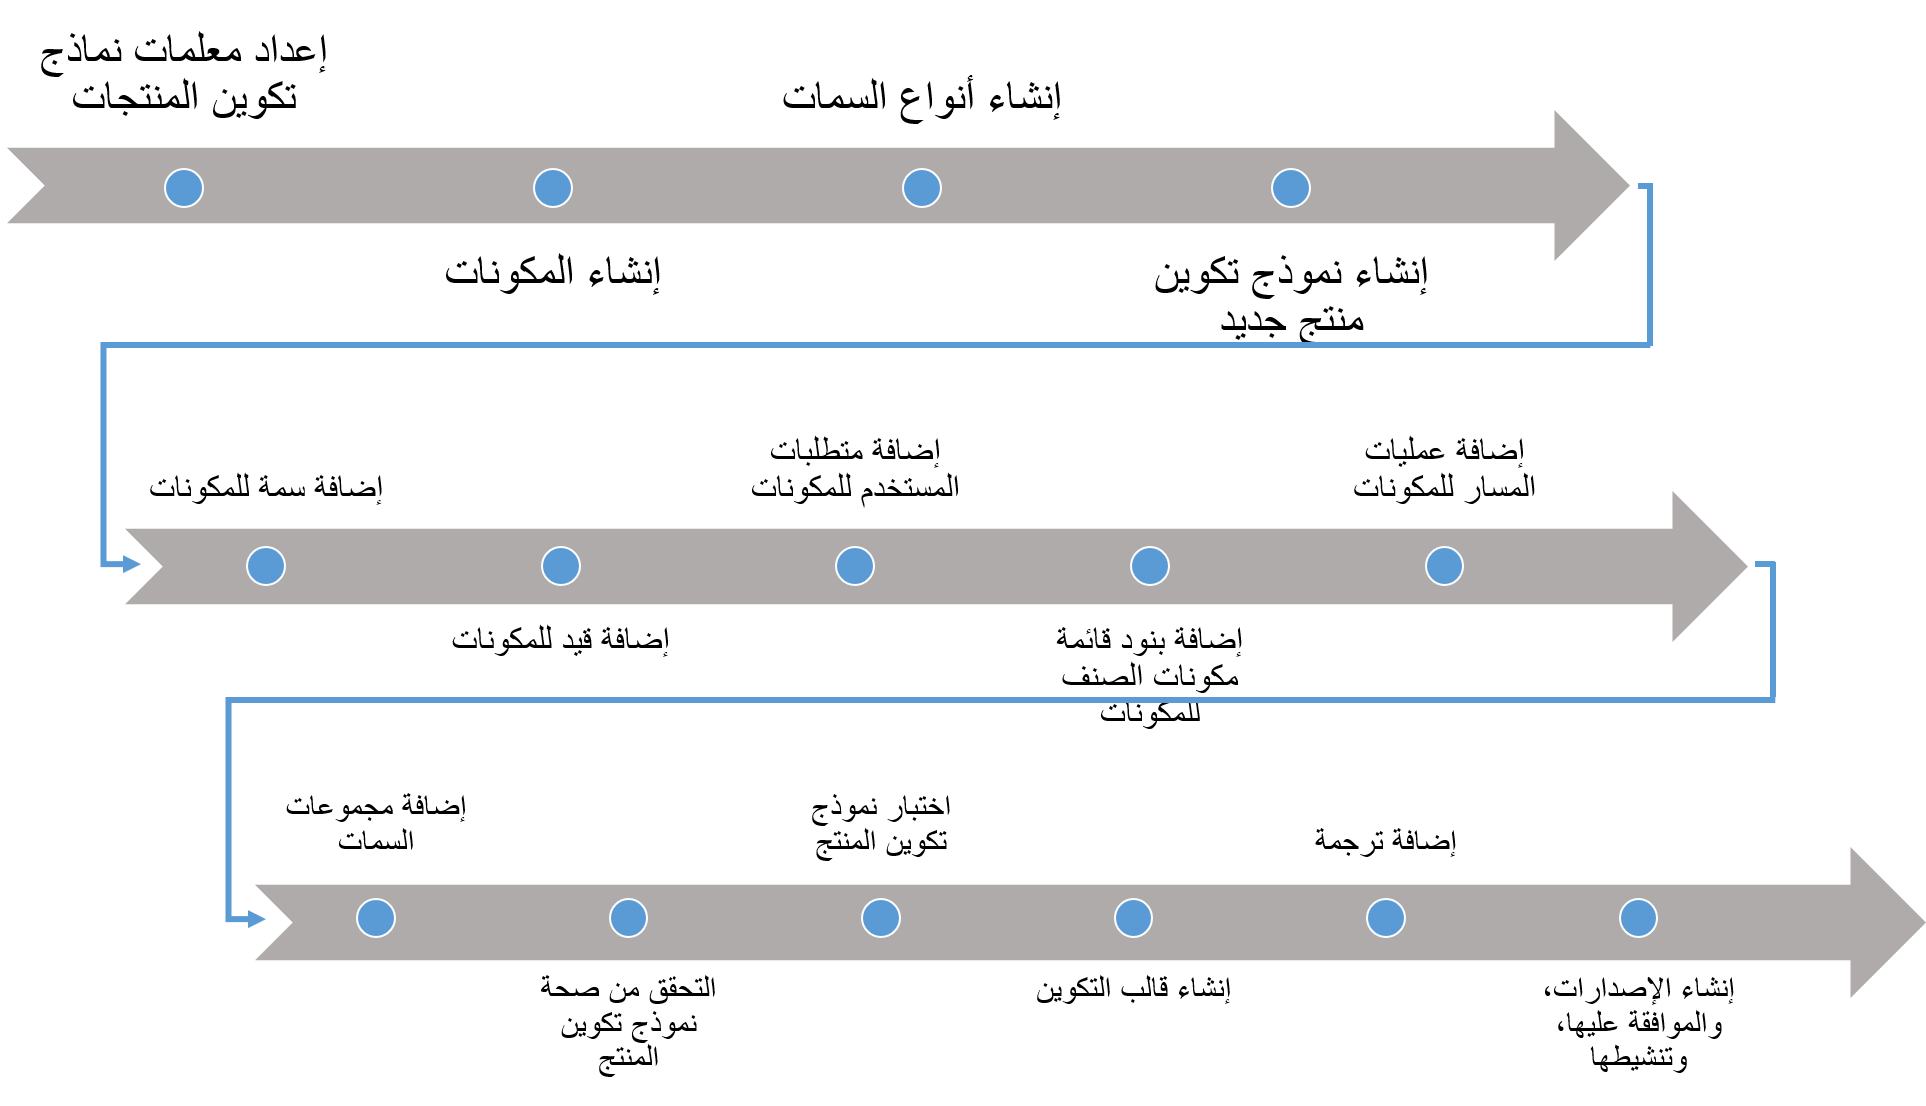 إعداد معلمات نماذج
تكوين المنتجات
إنشاء المكونات
إنشاء أنواع السمات
إنشاء نموذج تكوين
منتج جديد
إضافة سمة للمكونات
إضافة قيد للمكونات
إضافة متطلبات
المستخدم للمكونات
إضافة بنود قائمة
مكونات الصنف
للمكونات
إضافة عمليات
المسار للمكونات
إضافة مجموعات
السمات
التحقق من صحة
نموذج تكوين
المنتج
اختبار نموذج
تكوين المنتج
إنشاء قالب التكوين
إضافة ترجمة
إنشاء الإصدارات،
والموافقة عليها،
وتنشيطها